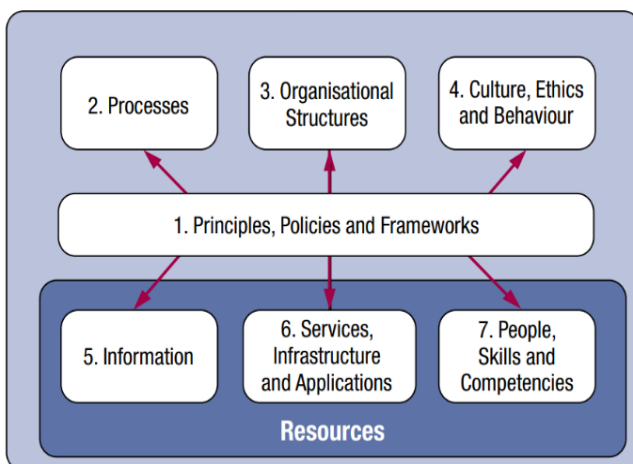 2. Processes
3. Organisational
Structures
4. Culture, Ethics
and Behaviour
1. Principles, Policies and Frameworks
5. Information
6. Services,
Infrastructure
and Applications
7. People,
Skills and
Competencies
Resources